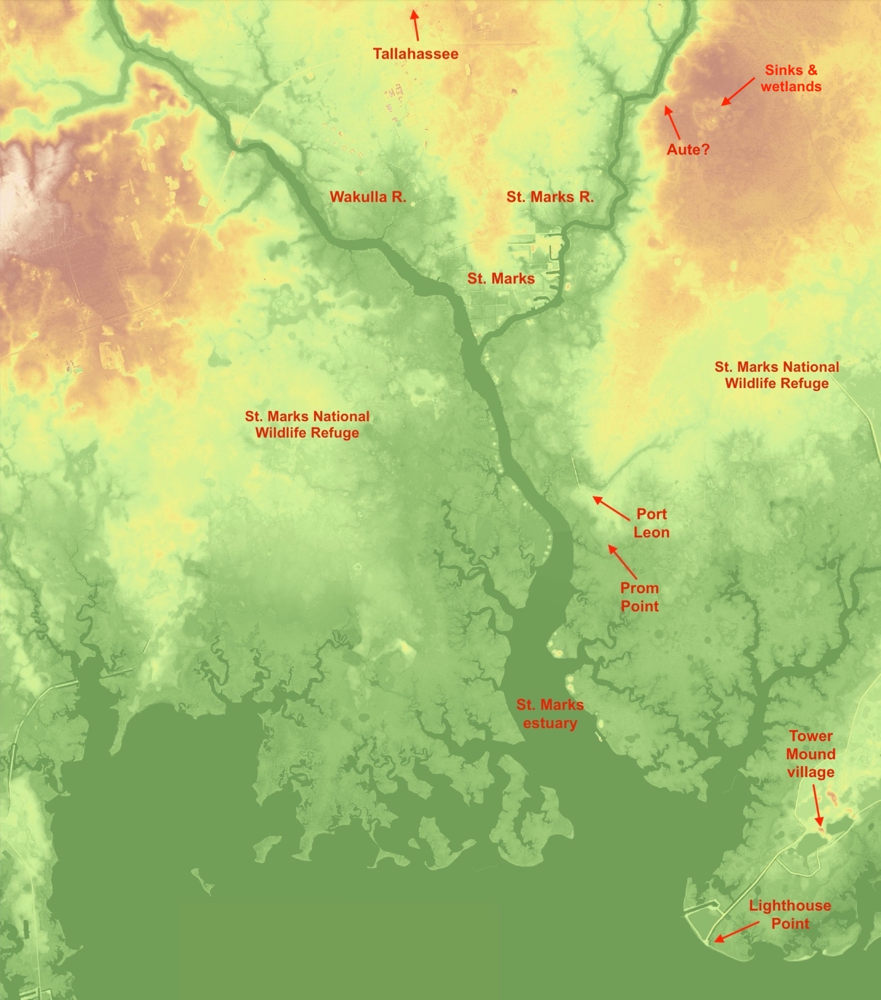 Tallahassee
Sinks &
wetlands
Aute?
Wakulla R.
St. Marks R.
St. Marks
St. Marks National
Wildlife Refuge
St. Marks National
Wildlife Refuge
Port
Leon
Prom
Point
St. Marks
estuary
Tower
Mound
village
Lighthouse
Point